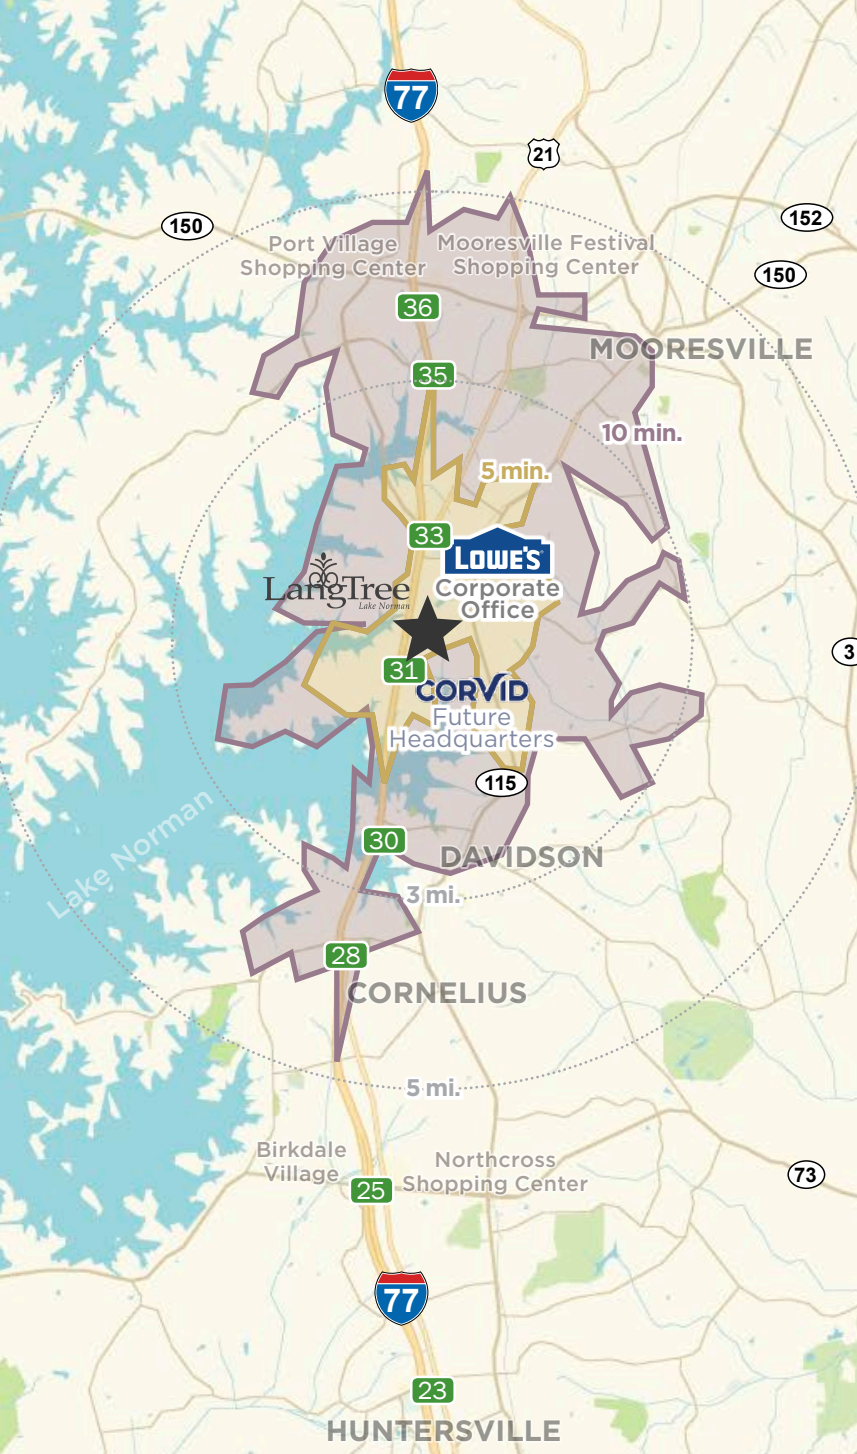 77
21
150
152
Port Village
Shopping Center
Mooresville Festival
Shopping Center
150
36
MOORESVILLE
35
10 min.
5 min.
33
LOWE'S
Corporate
Office
LangTree
Lake Norman
3
31
CORVID
Future
Headquarters
115
Lake Norman
30
DAVIDSON
3 mi.
28
CORNELIUS
5 mi.
Birkdale
Village
Northcross
Shopping Center
73
25
77
23
HUNTERSVILLE